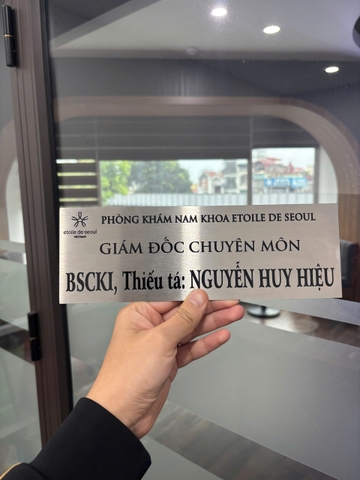 etoile de seoul
VIETNAM
PHÒNG KHÁM NAM KHOA ETOILE DE SEOUL
GIÁM ĐỐC CHUYÊN MÔN
BSCKI, Thiếu tá: NGUYỄN HUY HIỆU